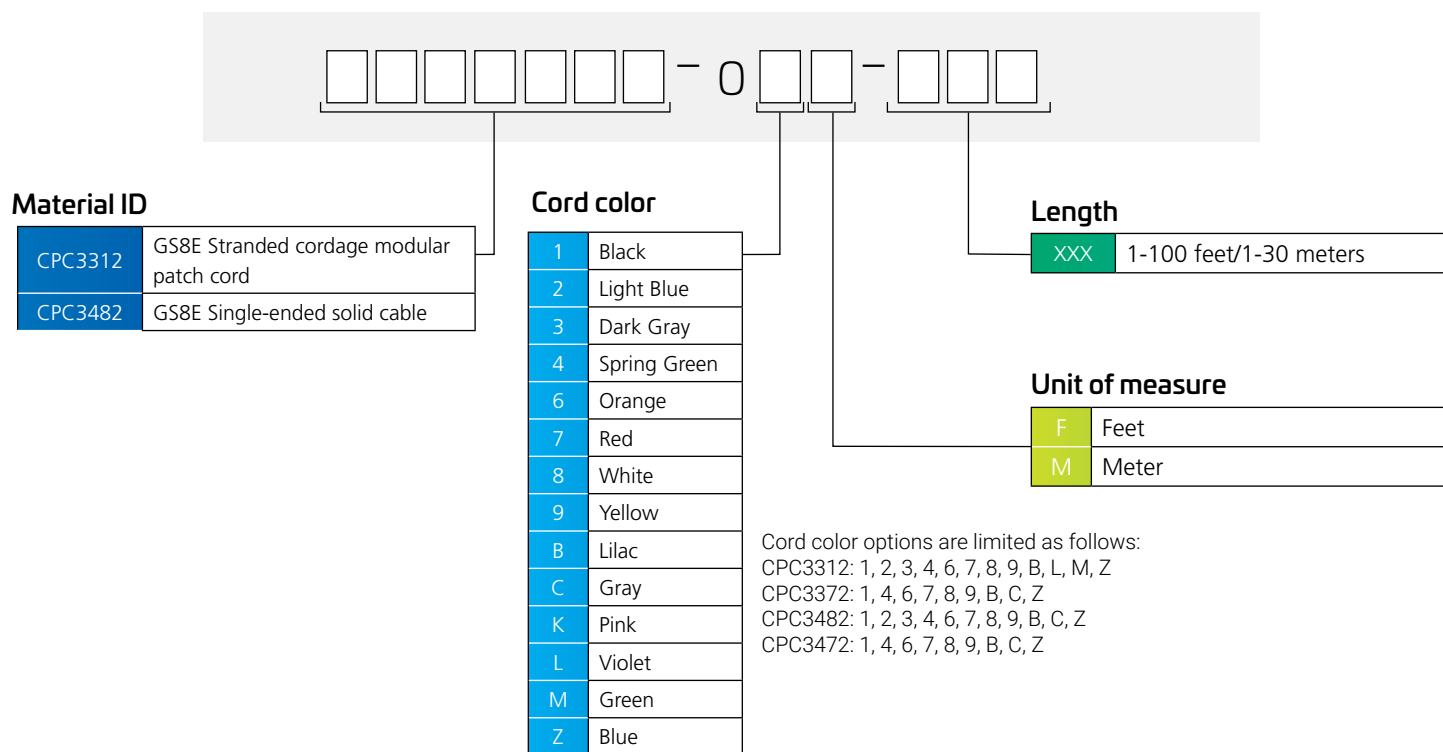 – 0 –
Material ID
CPC3312 GS8E Stranded cordage modular
patch cord
CPC3482 GS8E Single-ended solid cable
Cord color
1 Black
2 Light Blue
3 Dark Gray
4 Spring Green
6 Orange
7 Red
8 White
9 Yellow
B Lilac
C Gray
K Pink
L Violet
M Green
Z Blue
Length
XXX 1-100 feet/1-30 meters
Unit of measure
F Feet
M Meter
Cord color options are limited as follows:
CPC3312: 1, 2, 3, 4, 6, 7, 8, 9, B, L, M, Z
CPC3372: 1, 4, 6, 7, 8, 9, B, C, Z
CPC3482: 1, 2, 3, 4, 6, 7, 8, 9, B, C, Z
CPC3472: 1, 4, 6, 7, 8, 9, B, C, Z